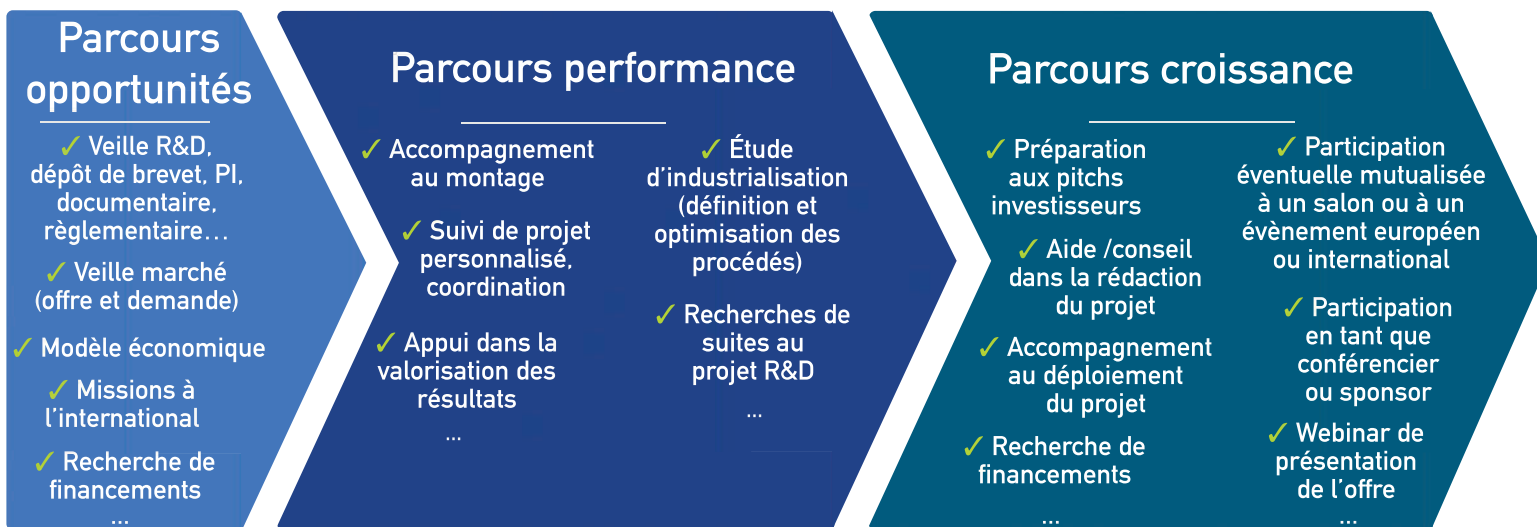 Parcours
opportunités
✓ Veille R&D,
dépôt de brevet, PI,
documentaire,
règlementaire…
✓ Veille marché
(offre et demande)
✓ Modèle économique
✓ Missions à
l’international
✓ Recherche de
financements
...
Parcours performance
✓ Accompagnement
au montage
✓ Suivi de projet
personnalisé,
coordination
✓ Appui dans la
valorisation des
résultats
...
✓ Étude
d’industrialisation
(définition et
optimisation des
procédés)
✓ Recherches de
suites au
projet R&D
...
Parcours croissance
✓ Préparation
aux pitchs
investisseurs
✓ Aide /conseil
dans la rédaction
du projet
✓ Accompagnement
au déploiement
du projet
✓ Recherche de
financements
...
✓ Participation
éventuelle mutualisée
à un salon ou à un
évènement européen
ou international
✓ Participation
en tant que
conférencier
ou sponsor
✓ Webinar de
présentation
de l’offre
...